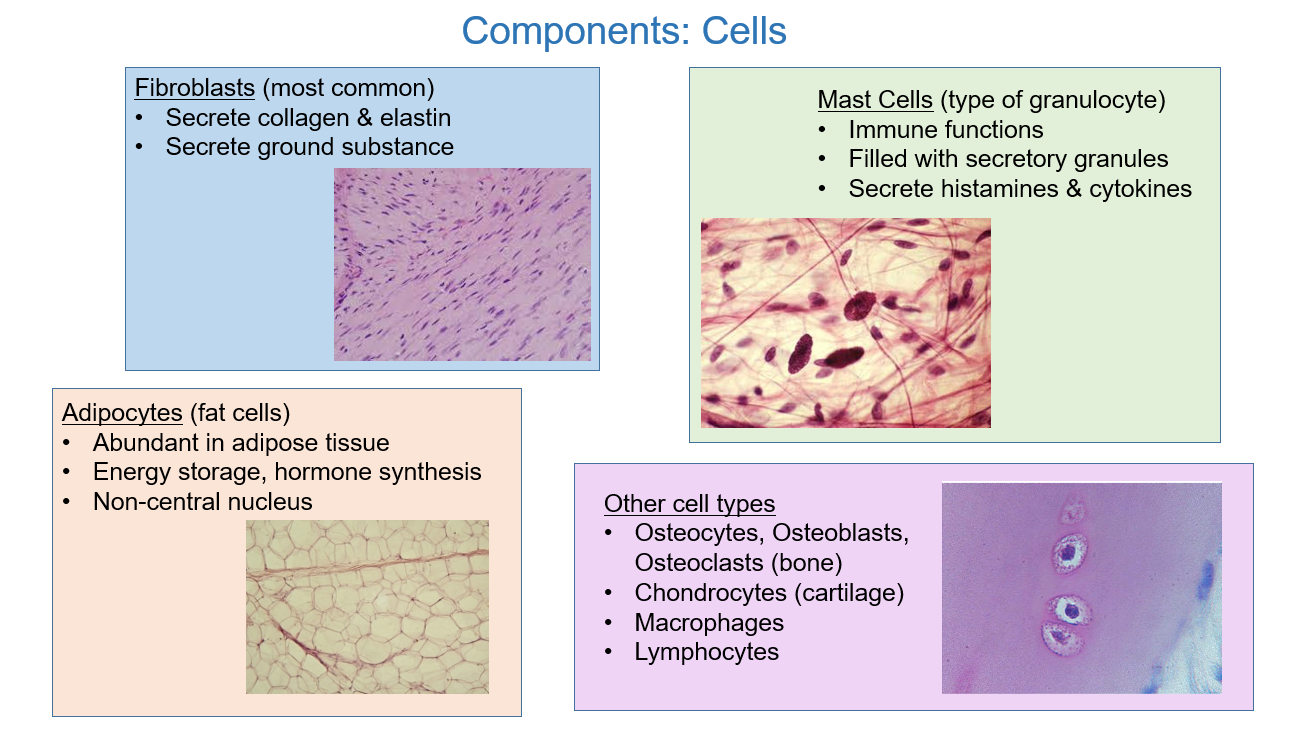 Components: Cells
Fibroblasts (most common)
• Secrete collagen & elastin
• Secrete ground substance
Mast Cells (type of granulocyte)
• Immune functions
• Filled with secretory granules
• Secrete histamines & cytokines
Adipocytes (fat cells)
• Abundant in adipose tissue
• Energy storage, hormone synthesis
• Non-central nucleus
Other cell types
• Osteocytes, Osteoblasts,
Osteoclasts (bone)
• Chondrocytes (cartilage)
• Macrophages
• Lymphocytes